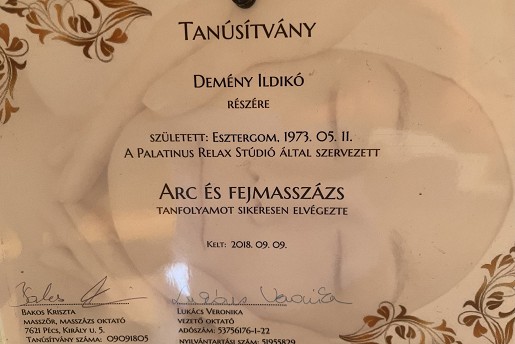 Tanúsítvány
Demény Ildikó
részére
született: Esztergom, 1973. 05. 11.
A Palatinus Relax Stúdió által szervezett
Arc és fejmasszázs
tanfolyamot sikeresen elvégezte
Kelt: 2018. 09. 09.
Bakos Kriszta
masszőr, masszázs oktató
7621 Pécs, Király u. 5.
Tanúsítvány száma: 09091805
Lukács Veronika
vezető oktató
adószám: 53756176-1-22
nyilvántartási szám: 51955829